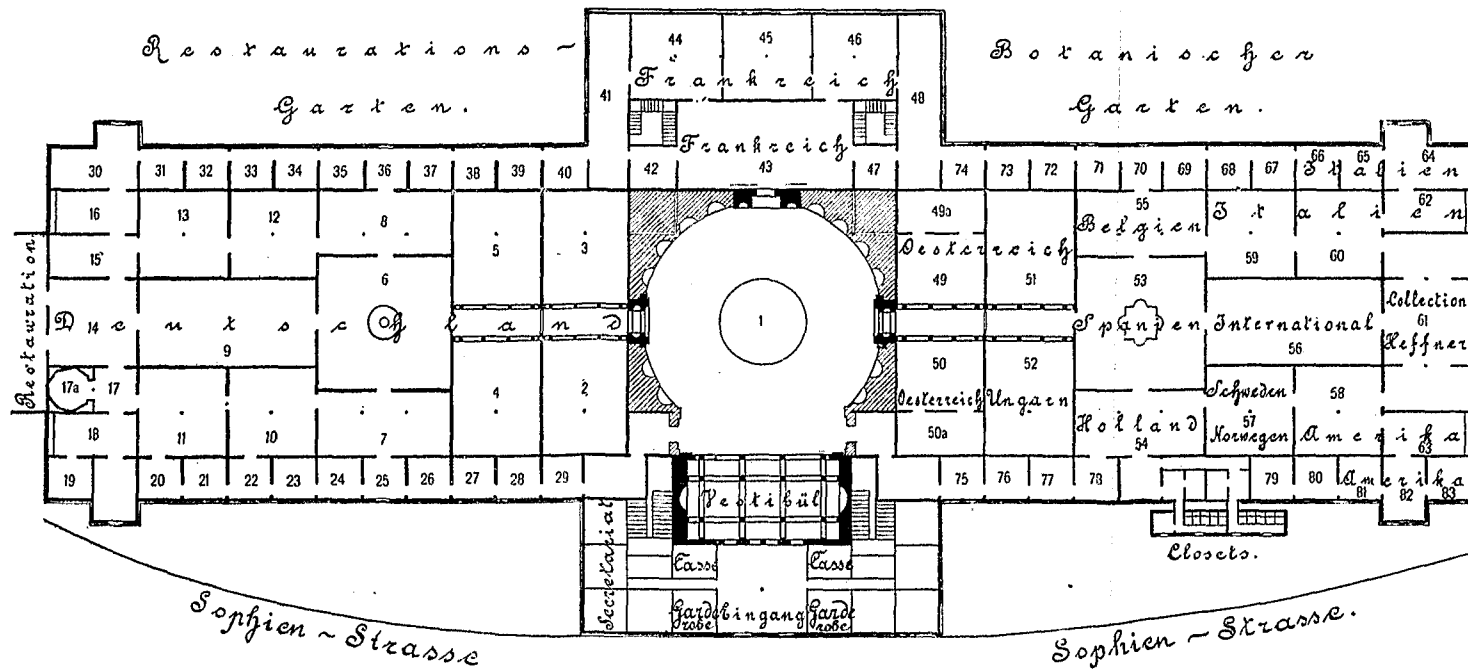 Restaurations-
Garten.
Botanischer
Garten.
44 45 46
Frankreich
41 48
Frankreich
42 43 47
30 31 32 33 34 35 36 37 38 39 40
74 73 72 71 70 69 68 67 66 65 64
Italien
16 13 12 8 5 3
49a 55 62
Belgien Italien
Oesterreich
15 6 49 51 53 59 60
Restauration
Deutschland
14 9
1
Spanien International
56
Collection
61
Heffner
17a 17 4 2
50 52 58
Oesterreich Ungarn
Schweden
57
Norwegen
Holland
54
Amerika
63
18 11 10 7
50a
19 20 21 22 23 24 25 26 27 28 29
Vestibül
75 76 77 78 79 80 81 82 83
Amerika
Closets.
Secretariat
Casse Casse
Garde
robe
Eingang
Garde
robe
Sophien-Strasse
Sophien-Strasse.